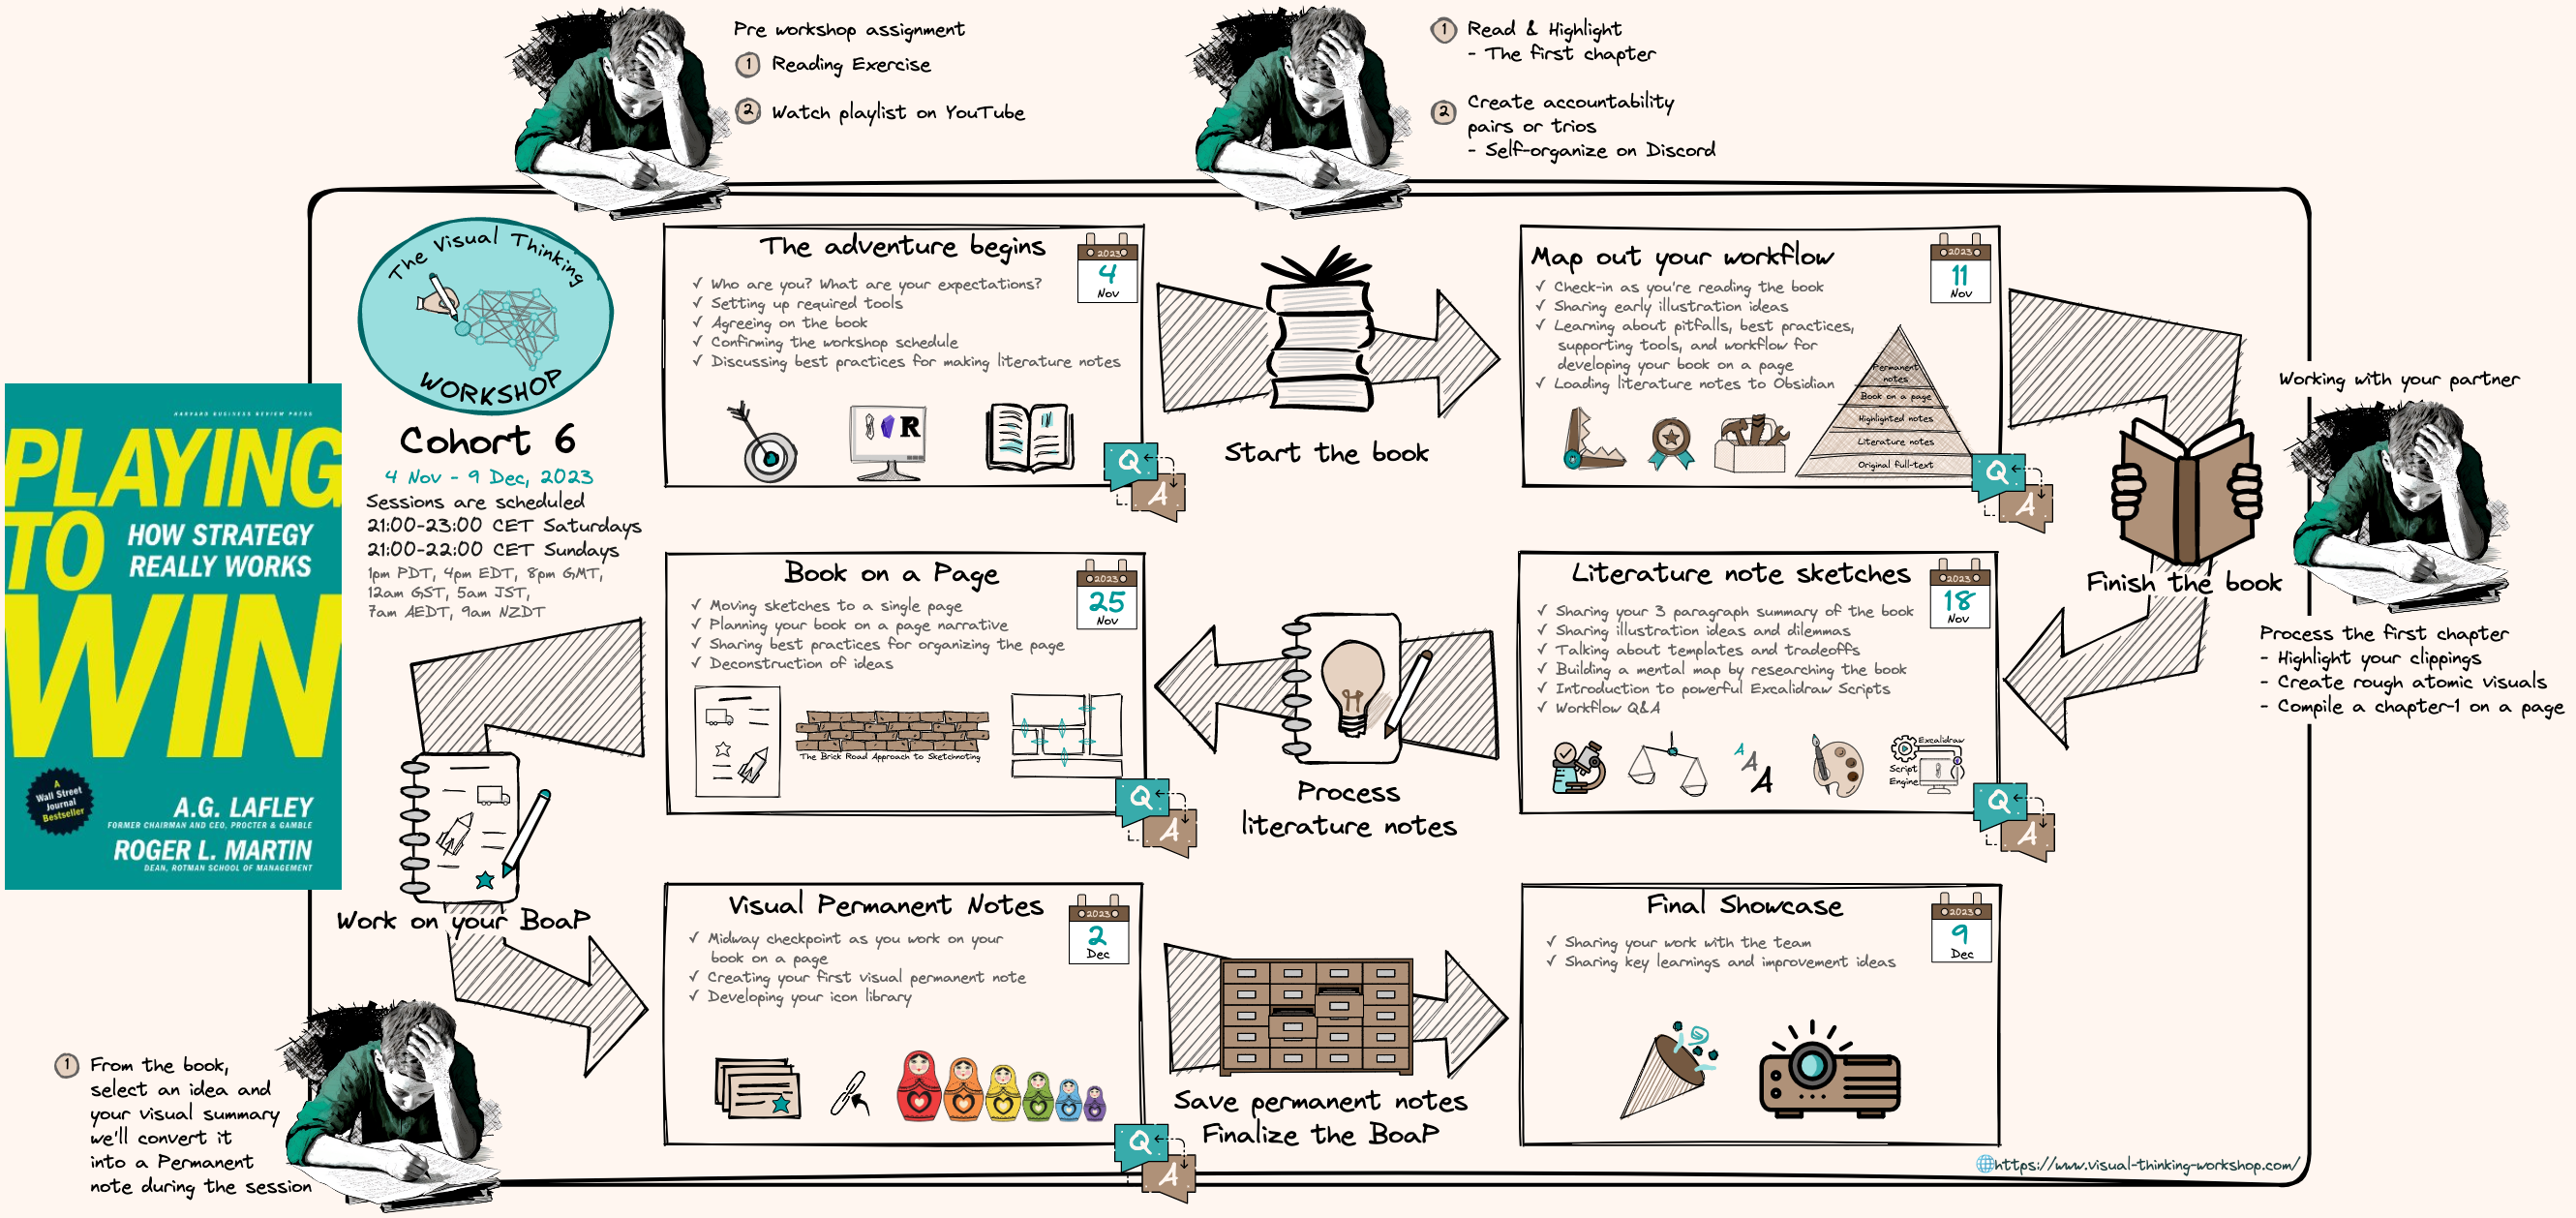 Pre workshop assignment
1 Reading Exercise
2 Watch playlist on YouTube
1 Read & Highlight
- The first chapter
2 Create accountability
pairs or trios
- Self-organize on Discord
The Visual Thinking
WORKSHOP
Cohort 6
4 Nov - 9 Dec, 2023
Sessions are scheduled
21:00-23:00 CET Saturdays
21:00-22:00 CET Sundays
1pm PDT, 4pm EDT, 8pm GMT,
12am GST, 5am JST,
7am AEDT, 9am NZDT
HARVARD BUSINESS REVIEW PRESS
PLAYING
TO
WIN
HOW STRATEGY
REALLY WORKS
A
Wall Street
Journal
Bestseller
A.G. LAFLEY
FORMER CHAIRMAN AND CEO, PROCTER & GAMBLE
ROGER L. MARTIN
DEAN, ROTMAN SCHOOL OF MANAGEMENT
The adventure begins
2023
4
Nov
✓ Who are you? What are your expectations?
✓ Setting up required tools
✓ Agreeing on the book
✓ Confirming the workshop schedule
✓ Discussing best practices for making literature notes
R
Q
A
Start the book
Map out your workflow
2023
11
Nov
✓ Check-in as you're reading the book
✓ Sharing early illustration ideas
✓ Learning about pitfalls, best practices,
supporting tools, and workflow for
developing your book on a page
✓ Loading literature notes to Obsidian
Permanent
notes
Book on a page
Highlighted notes
Literature notes
Original full-text
Q
A
Working with your partner
Finish the book
Process the first chapter
- Highlight your clippings
- Create rough atomic visuals
- Compile a chapter-1 on a page
Literature note sketches
2023
18
Nov
✓ Sharing your 3 paragraph summary of the book
✓ Sharing illustration ideas and dilemmas
✓ Talking about templates and tradeoffs
✓ Building a mental map by researching the book
✓ Introduction to powerful Excalidraw Scripts
✓ Workflow Q&A
A A A
Excalidraw
Script
Engine
Q
A
Process
literature notes
Book on a Page
2023
25
Nov
✓ Moving sketches to a single page
✓ Planning your book on a page narrative
✓ Sharing best practices for organizing the page
✓ Deconstruction of ideas
The Brick Road Approach to Sketchnoting
Q
A
Work on your BoaP
1 From the book,
select an idea and
your visual summary
we'll convert it
into a Permanent
note during the session
Visual Permanent Notes
2023
2
Dec
✓ Midway checkpoint as you work on your
book on a page
✓ Creating your first visual permanent note
✓ Developing your icon library
Q
A
Save permanent notes
Finalize the BoaP
Final Showcase
2023
9
Dec
✓ Sharing your work with the team
✓ Sharing key learnings and improvement ideas
https://www.visual-thinking-workshop.com/